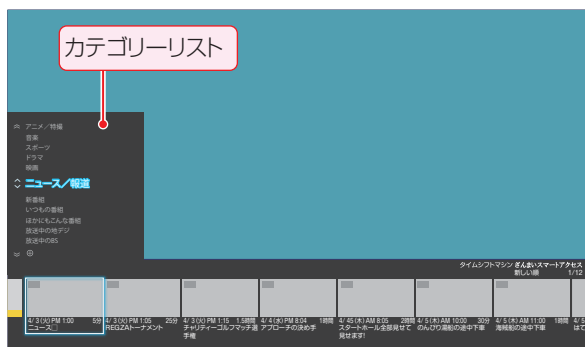 カテゴリーリスト
アニメ／特撮
音楽
スポーツ
ドラマ
映画
ニュース／報道
新番組
いつもの番組
ほかにもこんな番組
放送中の地デジ
放送中のBS
タイムシフトマシン ざんまいスマートアクセス
新しい順 1/12
4/ 3 (火) PM 1:00 5分
ニュース□
4/ 3 (火) PM 1:05 25分
REGZAトーナメント
4/ 3 (火) PM 1:15 1.5時間
チャリティーゴルフマッチ選
手権
4/ 4 (水) PM 8:04 1時間
アプローチの決め手
4/ 45 (木) AM 8:05 2時間
スタートホール全部見せて
見せます!
4/ 5 (木) AM 10:00 30分
のんびり湯船の途中下車
4/ 5 (木) AM 11:00 1時間
海賊船の途中下車
4/ 5
はて